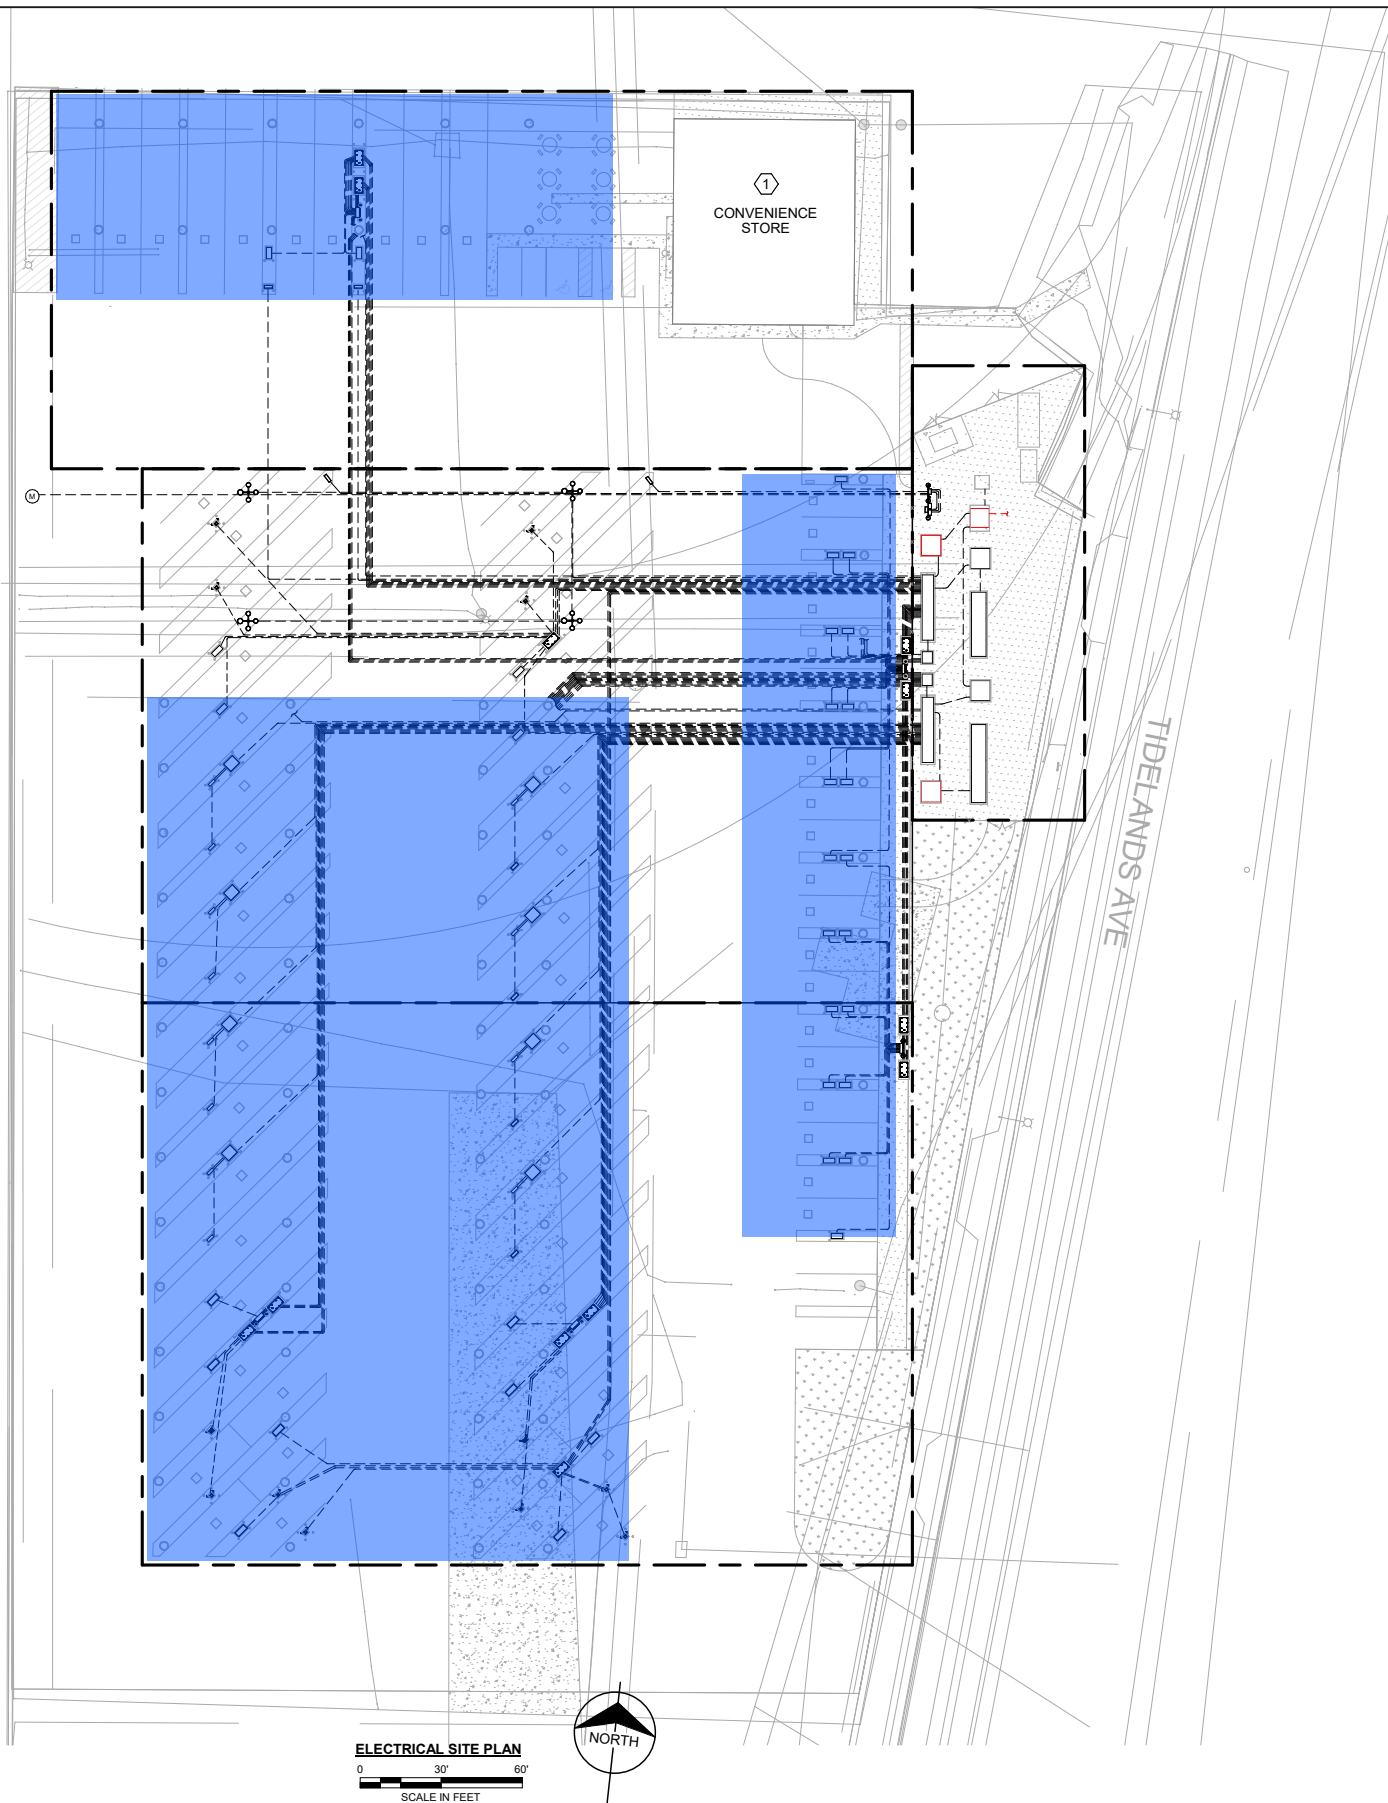 1
CONVENIENCE
STORE
M
TIDELANDS AVE
NORTH
ELECTRICAL SITE PLAN
0 30' 60'
SCALE IN FEET